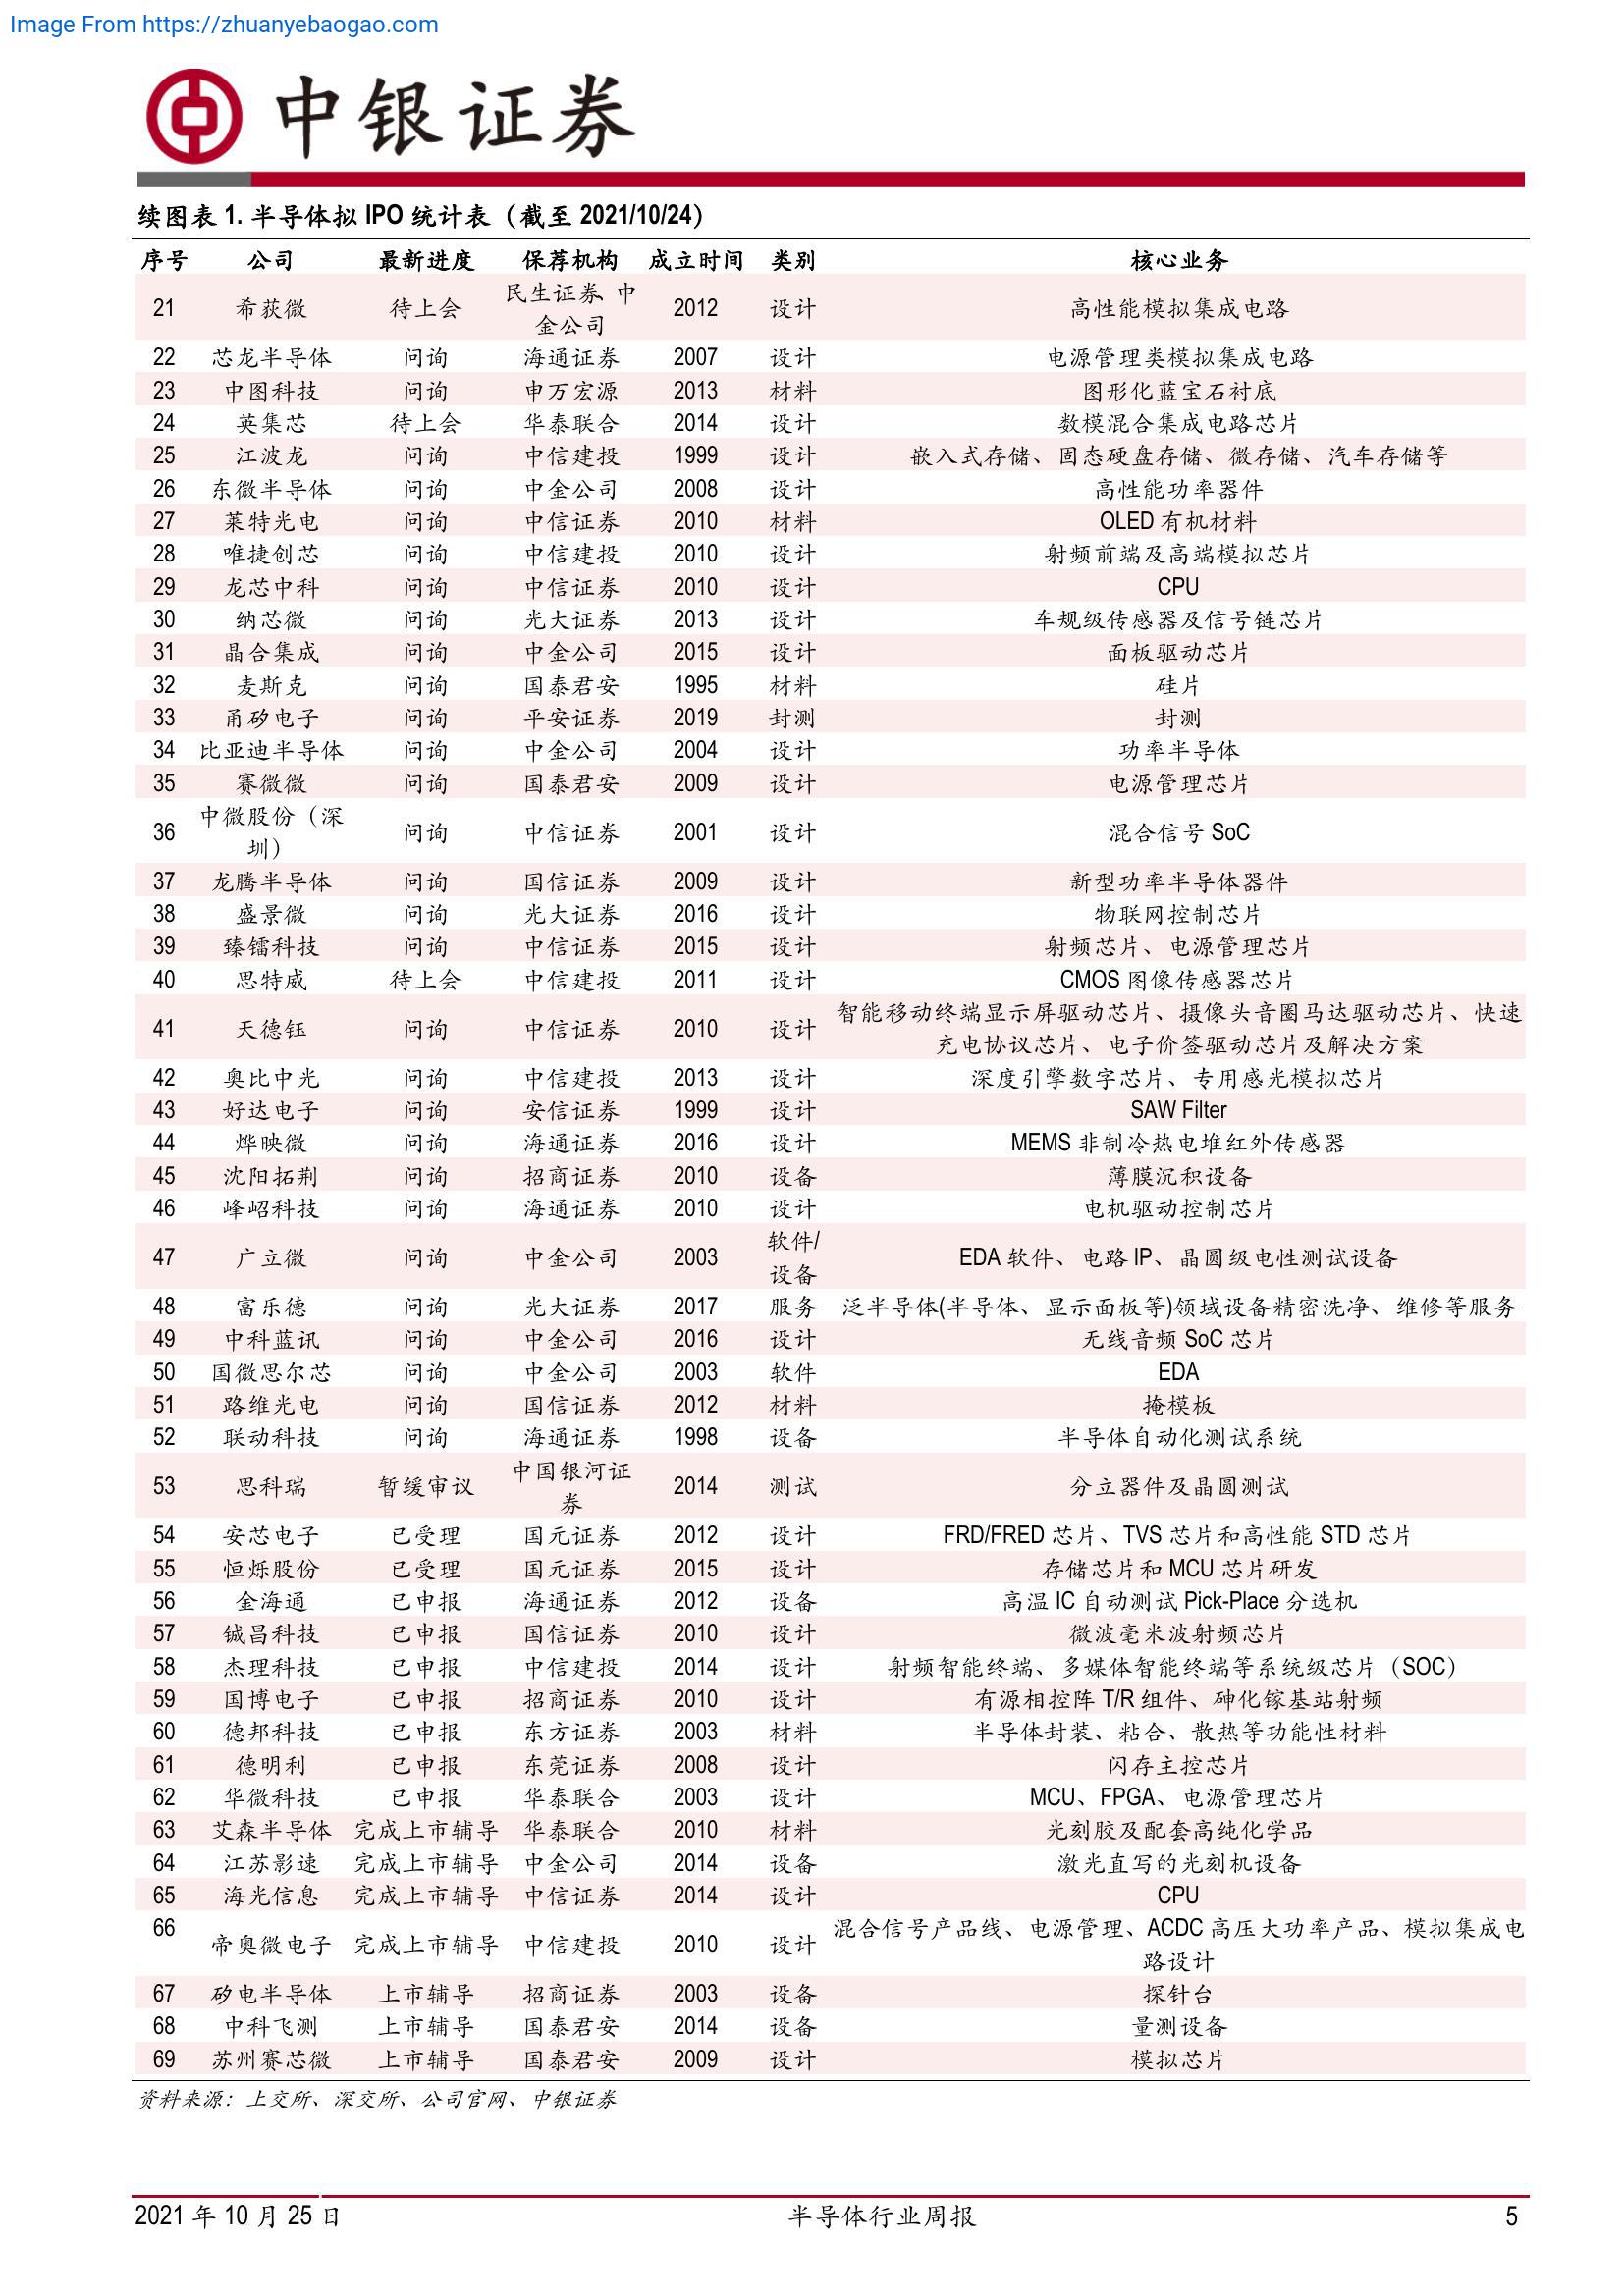 Image From https://zhuanyebaogao.com
中银证券
续图表 1. 半导体拟 IPO 统计表（截至 2021/10/24）
序号 公司 最新进度 保荐机构 成立时间 类别 核心业务
21 希荻微 待上会 民生证券、中金公司 2012 设计 高性能模拟集成电路
22 芯龙半导体 问询 海通证券 2007 设计 电源管理类模拟集成电路
23 中图科技 问询 申万宏源 2013 材料 图形化蓝宝石衬底
24 英集芯 待上会 华泰联合 2014 设计 数模混合集成电路芯片
25 江波龙 问询 中信建投 1999 设计 嵌入式存储、固态硬盘存储、微存储、汽车存储等
26 东微半导体 问询 中金公司 2008 设计 高性能功率器件
27 莱特光电 问询 中信证券 2010 材料 OLED 有机材料
28 唯捷创芯 问询 中信建投 2010 设计 射频前端及高端模拟芯片
29 龙芯中科 问询 中信证券 2010 设计 CPU
30 纳芯微 问询 光大证券 2013 设计 车规级传感器及信号链芯片
31 晶合集成 问询 中金公司 2015 设计 面板驱动芯片
32 麦斯克 问询 国泰君安 1995 材料 硅片
33 甬矽电子 问询 平安证券 2019 封测 封测
34 比亚迪半导体 问询 中金公司 2004 设计 功率半导体
35 赛微微 问询 国泰君安 2009 设计 电源管理芯片
36 中微股份（深圳） 问询 中信证券 2001 设计 混合信号 SoC
37 龙腾半导体 问询 国信证券 2009 设计 新型功率半导体器件
38 盛景微 问询 光大证券 2016 设计 物联网控制芯片
39 臻镭科技 问询 中信证券 2015 设计 射频芯片、电源管理芯片
40 思特威 待上会 中信建投 2011 设计 CMOS 图像传感器芯片
41 天德钰 问询 中信证券 2010 设计 智能移动终端显示屏驱动芯片、摄像头音圈马达驱动芯片、快速
充电协议芯片、电子价签驱动芯片及解决方案
42 奥比中光 问询 中信建投 2013 设计 深度引擎数字芯片、专用感光模拟芯片
43 好达电子 问询 安信证券 1999 设计 SAW Filter
44 烨映微 问询 海通证券 2016 设计 MEMS 非制冷热电堆红外传感器
45 沈阳拓荆 问询 招商证券 2010 设备 薄膜沉积设备
46 峰岹科技 问询 海通证券 2010 设计 电机驱动控制芯片
47 广立微 问询 中金公司 2003 软件/设备 EDA 软件、电路 IP、晶圆级电性测试设备
48 富乐德 问询 光大证券 2017 服务 泛半导体(半导体、显示面板等)领域设备精密洗净、维修等服务
49 中科蓝讯 问询 中金公司 2016 设计 无线音频 SoC 芯片
50 国微思尔芯 问询 中金公司 2003 软件 EDA
51 路维光电 问询 国信证券 2012 材料 掩模板
52 联动科技 问询 海通证券 1998 设备 半导体自动化测试系统
53 思科瑞 暂缓审议 中国银河证券 2014 测试 分立器件及晶圆测试
54 安芯电子 已受理 国元证券 2012 设计 FRD/FRED 芯片、TVS 芯片和高性能 STD 芯片
55 恒烁股份 已受理 国元证券 2015 设计 存储芯片和 MCU 芯片研发
56 金海通 已申报 海通证券 2012 设备 高温 IC 自动测试 Pick-Place 分选机
57 铖昌科技 已申报 国信证券 2010 设计 微波毫米波射频芯片
58 杰理科技 已申报 中信建投 2014 设计 射频智能终端、多媒体智能终端等系统级芯片（SOC）
59 国博电子 已申报 招商证券 2010 设计 有源相控阵 T/R 组件、砷化镓基站射频
60 德邦科技 已申报 东方证券 2003 材料 半导体封装、粘合、散热等功能性材料
61 德明利 已申报 东莞证券 2008 设计 闪存主控芯片
62 华微科技 已申报 华泰联合 2003 设计 MCU、FPGA、电源管理芯片
63 艾森半导体 完成上市辅导 华泰联合 2010 材料 光刻胶及配套高纯化学品
64 江苏影速 完成上市辅导 中金公司 2014 设备 激光直写的光刻机设备
65 海光信息 完成上市辅导 中信证券 2014 设计 CPU
66 帝奥微电子 完成上市辅导 中信建投 2010 设计 混合信号产品线、电源管理、ACDC 高压大功率产品、模拟集成电
路设计
67 矽电半导体 上市辅导 招商证券 2003 设备 探针台
68 中科飞测 上市辅导 国泰君安 2014 设备 量测设备
69 苏州赛芯微 上市辅导 国泰君安 2009 设计 模拟芯片
资料来源：上交所、深交所、公司官网、中银证券
2021 年 10 月 25 日 半导体行业周报 5